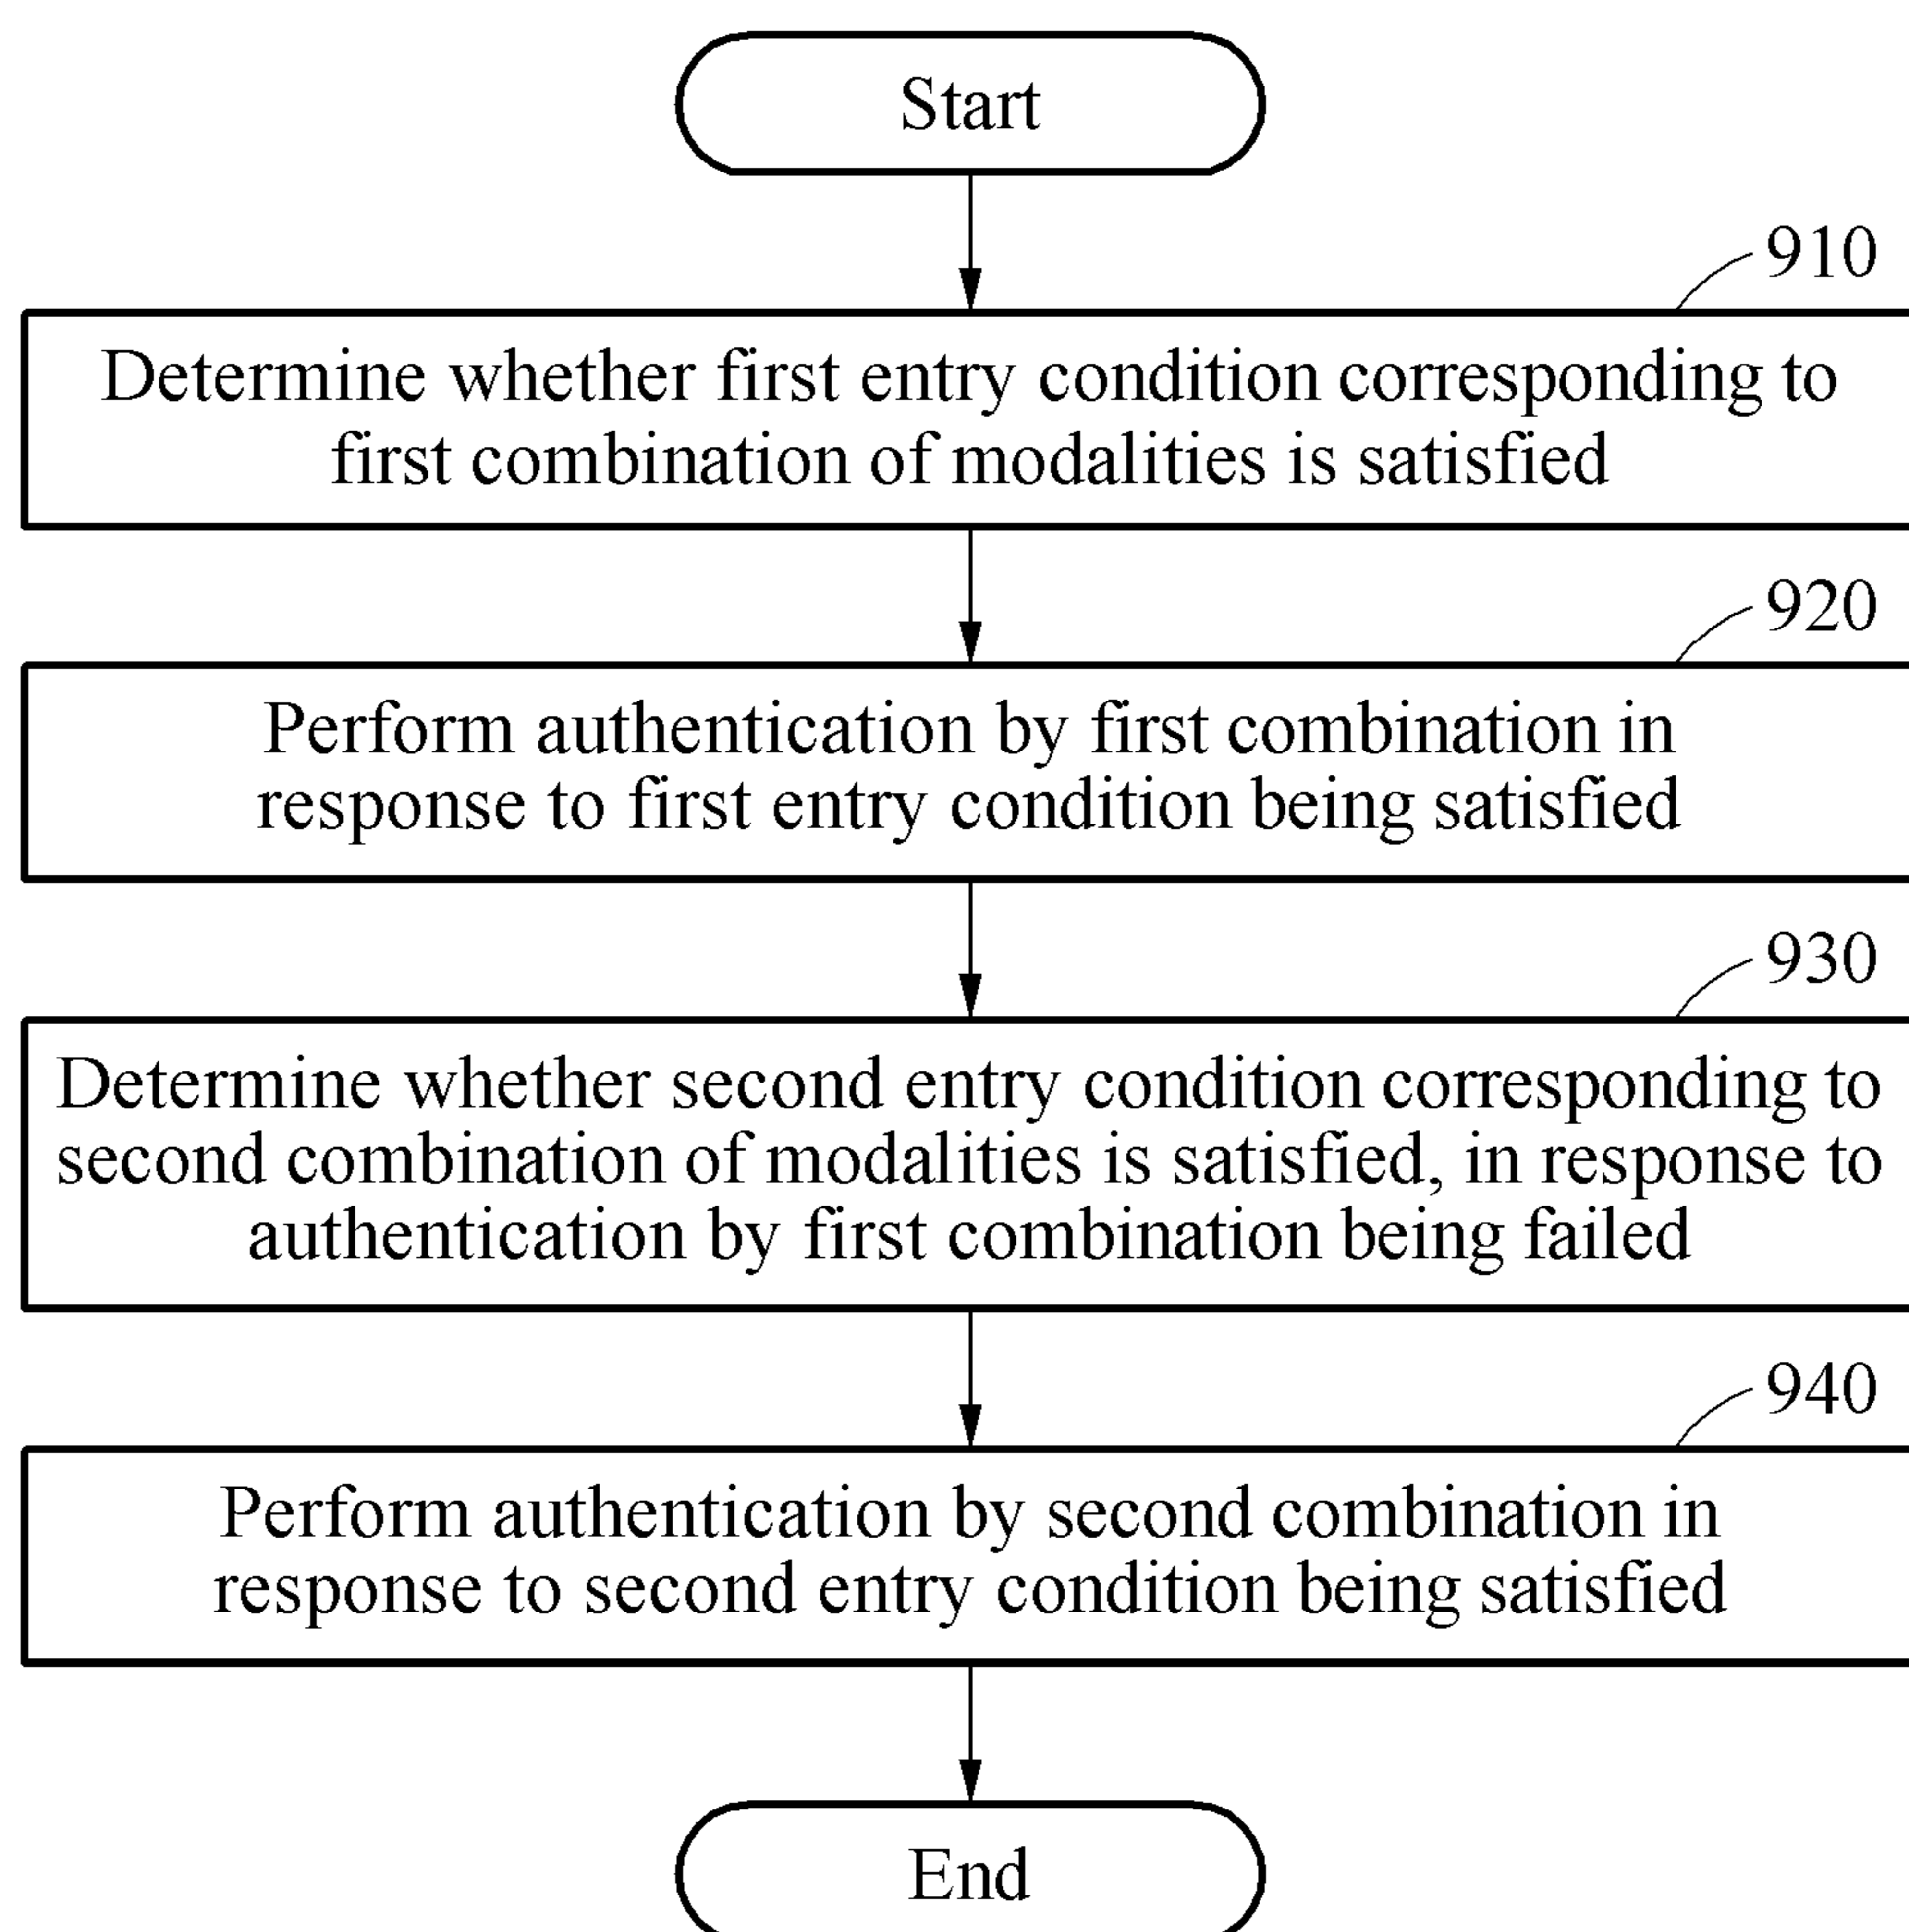 Start
910
Determine whether first entry condition corresponding to
first combination of modalities is satisfied
920
Perform authentication by first combination in
response to first entry condition being satisfied
930
Determine whether second entry condition corresponding to
second combination of modalities is satisfied, in response to
authentication by first combination being failed
940
Perform authentication by second combination in
response to second entry condition being satisfied
End